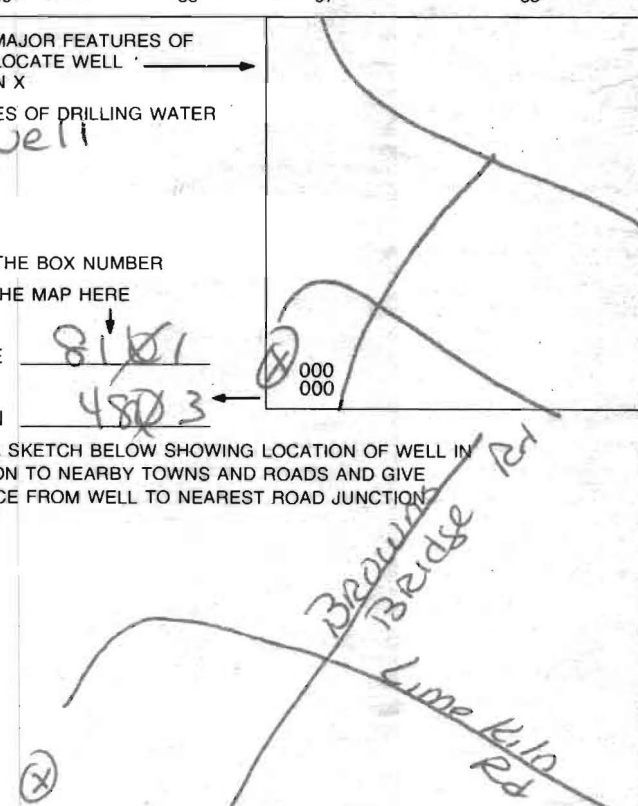 MAJOR FEATURES OF
LOCATE WELL
N X
ES OF DRILLING WATER
well
THE BOX NUMBER
THE MAP HERE
E 8101
000
000
N 4803
SKETCH BELOW SHOWING LOCATION OF WELL IN
ON TO NEARBY TOWNS AND ROADS AND GIVE
CE FROM WELL TO NEAREST ROAD JUNCTION
X
BROWNS
BRIDGE Rd
Lime Kiln
Rd
X